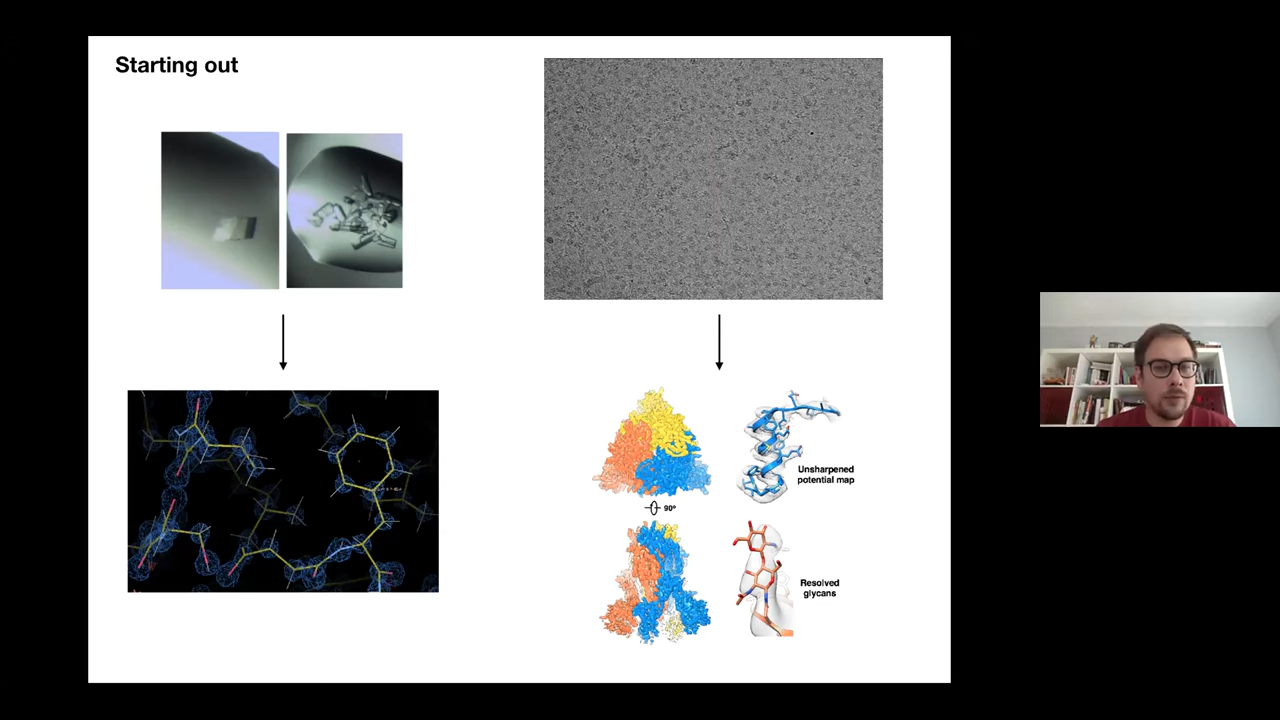 Starting out
Unsharpened
potential map
90°
Resolved
glycans